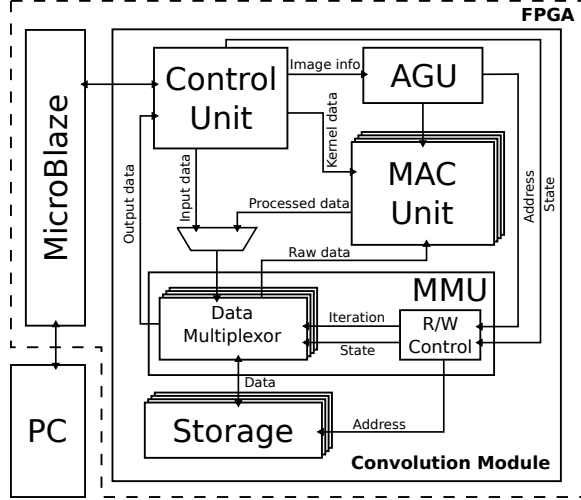 FPGA
MicroBlaze
PC
Control
Unit
Image info
AGU
Kernel data
MAC
Unit
Address
State
Output data
Input data
Processed data
Raw data
MMU
Data
Multiplexor
Iteration
State
R/W
Control
Data
Storage
Address
Convolution Module